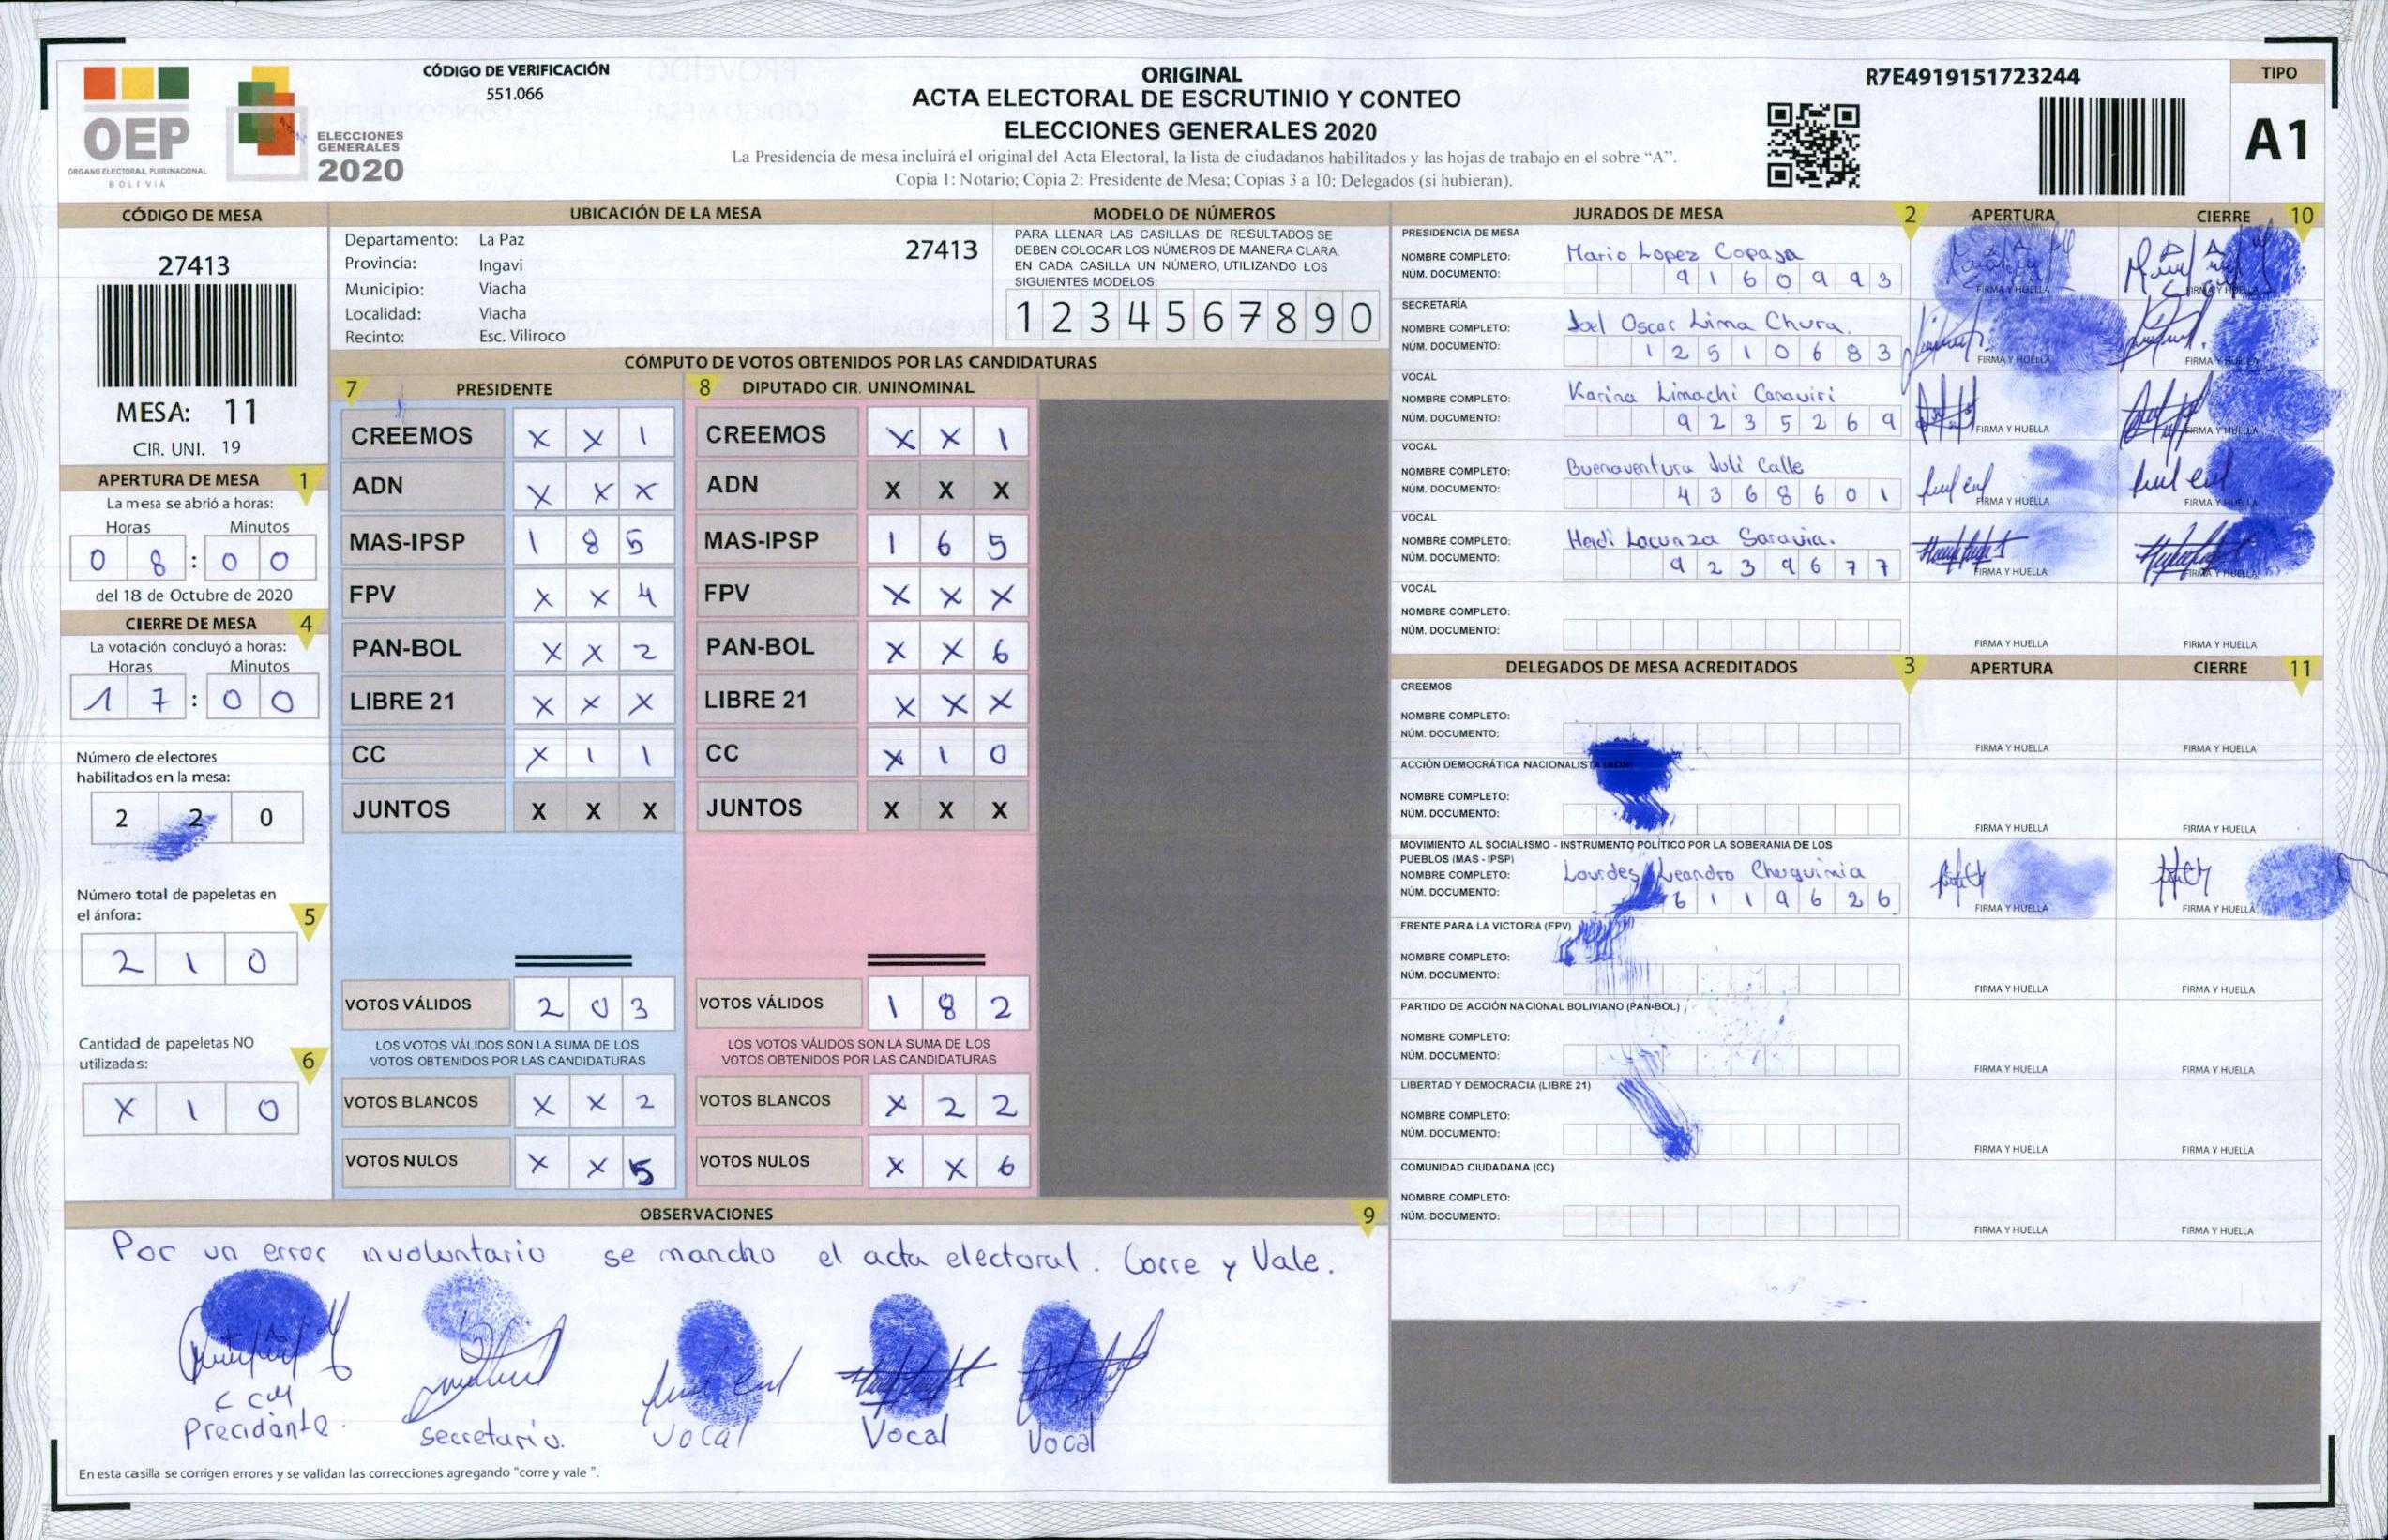 OEP
ÓRGANO ELECTORAL PLURINACIONAL
BOLIVIA
ELECCIONES
GENERALES
2020
CÓDIGO DE VERIFICACIÓN
551.066
ORIGINAL
ACTA ELECTORAL DE ESCRUTINIO Y CONTEO
ELECCIONES GENERALES 2020
La Presidencia de mesa incluirá el original del Acta Electoral, la lista de ciudadanos habilitados y las hojas de trabajo en el sobre “A”.
Copia 1: Notario; Copia 2: Presidente de Mesa; Copias 3 a 10: Delegados (si hubieran).
R7E4919151723244
TIPO
A1
CÓDIGO DE MESA
27413
MESA: 11
CIR. UNI. 19
APERTURA DE MESA 1
La mesa se abrió a horas:
Horas Minutos
0 8 : 0 0
del 18 de Octubre de 2020
CIERRE DE MESA 4
La votación concluyó a horas:
Horas Minutos
1 7 : 0 0
Número de electores
habilitados en la mesa:
2 2 0
Número total de papeletas en
el ánfora: 5
2 1 0
Cantidad de papeletas NO
utilizadas: 6
X 1 0
UBICACIÓN DE LA MESA
Departamento: La Paz 27413
Provincia: Ingavi
Municipio: Viacha
Localidad: Viacha
Recinto: Esc. Viliroco
MODELO DE NÚMEROS
PARA LLENAR LAS CASILLAS DE RESULTADOS SE
DEBEN COLOCAR LOS NÚMEROS DE MANERA CLARA.
EN CADA CASILLA UN NÚMERO, UTILIZANDO LOS
SIGUIENTES MODELOS:
1 2 3 4 5 6 7 8 9 0
CÓMPUTO DE VOTOS OBTENIDOS POR LAS CANDIDATURAS
7 PRESIDENTE
CREEMOS X X 1
ADN X X X
MAS-IPSP 1 8 5
FPV X X 4
PAN-BOL X X 2
LIBRE 21 X X X
CC X 1 1
JUNTOS X X X
VOTOS VÁLIDOS 2 0 3
LOS VOTOS VÁLIDOS SON LA SUMA DE LOS
VOTOS OBTENIDOS POR LAS CANDIDATURAS
VOTOS BLANCOS X X 2
VOTOS NULOS X X 5
8 DIPUTADO CIR. UNINOMINAL
CREEMOS X X 1
ADN X X X
MAS-IPSP 1 6 5
FPV X X X
PAN-BOL X X 6
LIBRE 21 X X X
CC X 1 0
JUNTOS X X X
VOTOS VÁLIDOS 1 8 2
LOS VOTOS VÁLIDOS SON LA SUMA DE LOS
VOTOS OBTENIDOS POR LAS CANDIDATURAS
VOTOS BLANCOS X 2 2
VOTOS NULOS X X 6
JURADOS DE MESA 2 APERTURA CIERRE 10
PRESIDENCIA DE MESA
NOMBRE COMPLETO: Mario Lopez Copaja
NÚM. DOCUMENTO: 9 1 6 0 9 9 3
FIRMA Y HUELLA FIRMA Y HUELLA
SECRETARÍA
NOMBRE COMPLETO: Joel Oscar Lima Chura.
NÚM. DOCUMENTO: 1 2 5 1 0 6 8 3
FIRMA Y HUELLA FIRMA Y HUELLA
VOCAL
NOMBRE COMPLETO: Karina Limachi Canaviri
NÚM. DOCUMENTO: 9 2 3 5 2 6 9
FIRMA Y HUELLA FIRMA Y HUELLA
VOCAL
NOMBRE COMPLETO: Buenaventura Juli Calle
NÚM. DOCUMENTO: 4 3 6 8 6 0 1
FIRMA Y HUELLA FIRMA Y HUELLA
VOCAL
NOMBRE COMPLETO: Heidi Locunza Saravia.
NÚM. DOCUMENTO: 9 2 3 9 6 7 7
FIRMA Y HUELLA FIRMA Y HUELLA
VOCAL
NOMBRE COMPLETO:
NÚM. DOCUMENTO:
FIRMA Y HUELLA FIRMA Y HUELLA
DELEGADOS DE MESA ACREDITADOS 3 APERTURA CIERRE 11
CREEMOS
NOMBRE COMPLETO:
NÚM. DOCUMENTO:
FIRMA Y HUELLA FIRMA Y HUELLA
ACCIÓN DEMOCRÁTICA NACIONALISTA
NOMBRE COMPLETO:
NÚM. DOCUMENTO:
FIRMA Y HUELLA FIRMA Y HUELLA
MOVIMIENTO AL SOCIALISMO - INSTRUMENTO POLÍTICO POR LA SOBERANIA DE LOS
PUEBLOS (MAS - IPSP)
NOMBRE COMPLETO: Lourdes Leandro
NÚM. DOCUMENTO: 6 1 1 9 6 2 6
FIRMA Y HUELLA FIRMA Y HUELLA
FRENTE PARA LA VICTORIA (FPV)
NOMBRE COMPLETO:
NÚM. DOCUMENTO:
FIRMA Y HUELLA FIRMA Y HUELLA
PARTIDO DE ACCIÓN NACIONAL BOLIVIANO (PAN-BOL)
NOMBRE COMPLETO:
NÚM. DOCUMENTO:
FIRMA Y HUELLA FIRMA Y HUELLA
LIBERTAD Y DEMOCRACIA (LIBRE 21)
NOMBRE COMPLETO:
NÚM. DOCUMENTO:
FIRMA Y HUELLA FIRMA Y HUELLA
COMUNIDAD CIUDADANA (CC)
NOMBRE COMPLETO:
NÚM. DOCUMENTO:
FIRMA Y HUELLA FIRMA Y HUELLA
OBSERVACIONES 9
Por un error involuntario se mancho el acta electoral. Corre y Vale.
Precidante. secretario. Vocal Vocal Vocal
En esta casilla se corrigen errores y se validan las correcciones agregando "corre y vale ".